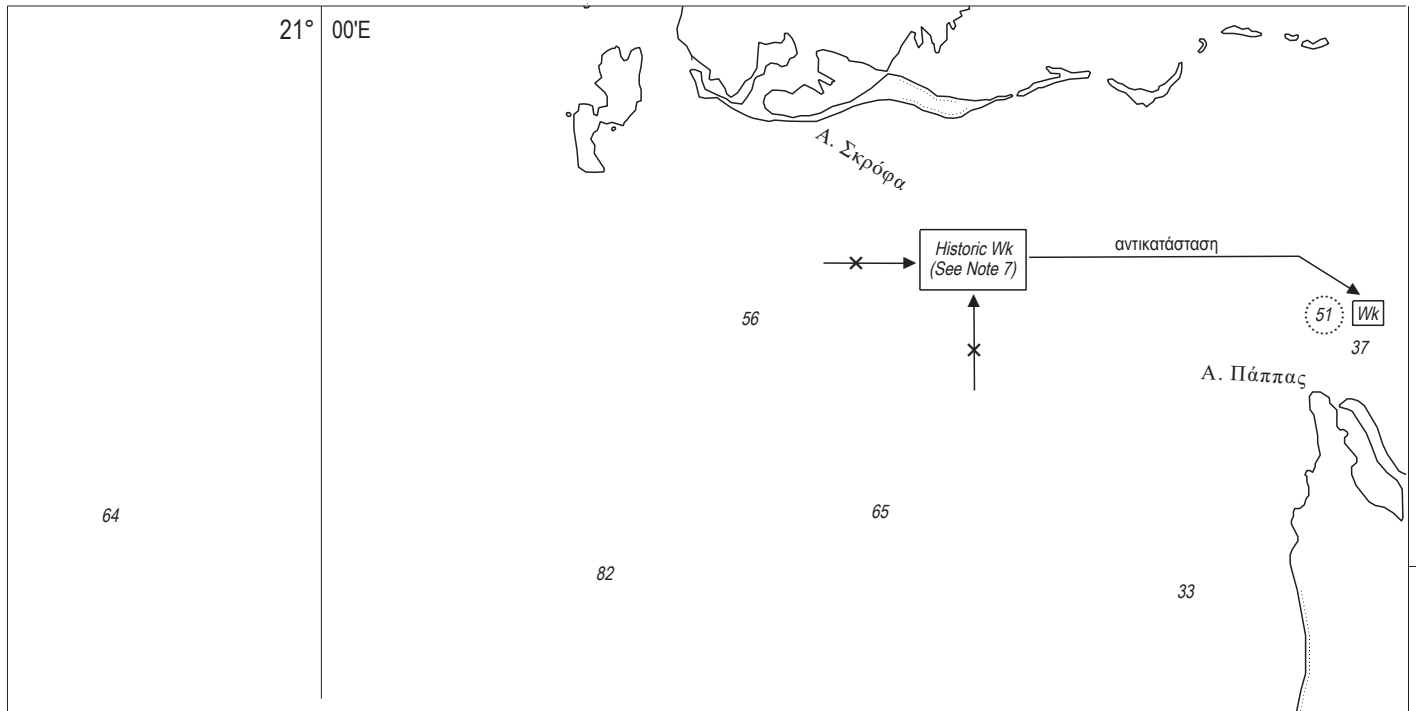 21° 00'E
Α. Σκρόφα
Historic Wk
(See Note 7)
αντικατάσταση
56
51
Wk
37
Α. Πάππας
64
65
82
33